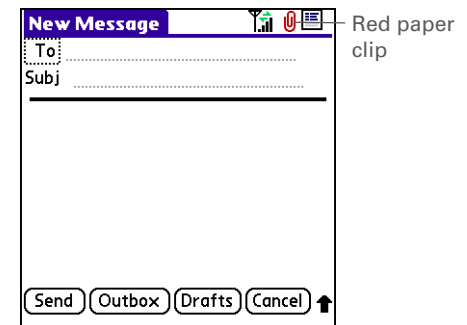 New Message
Red paper
clip
To
Subj
Send Outbox Drafts Cancel